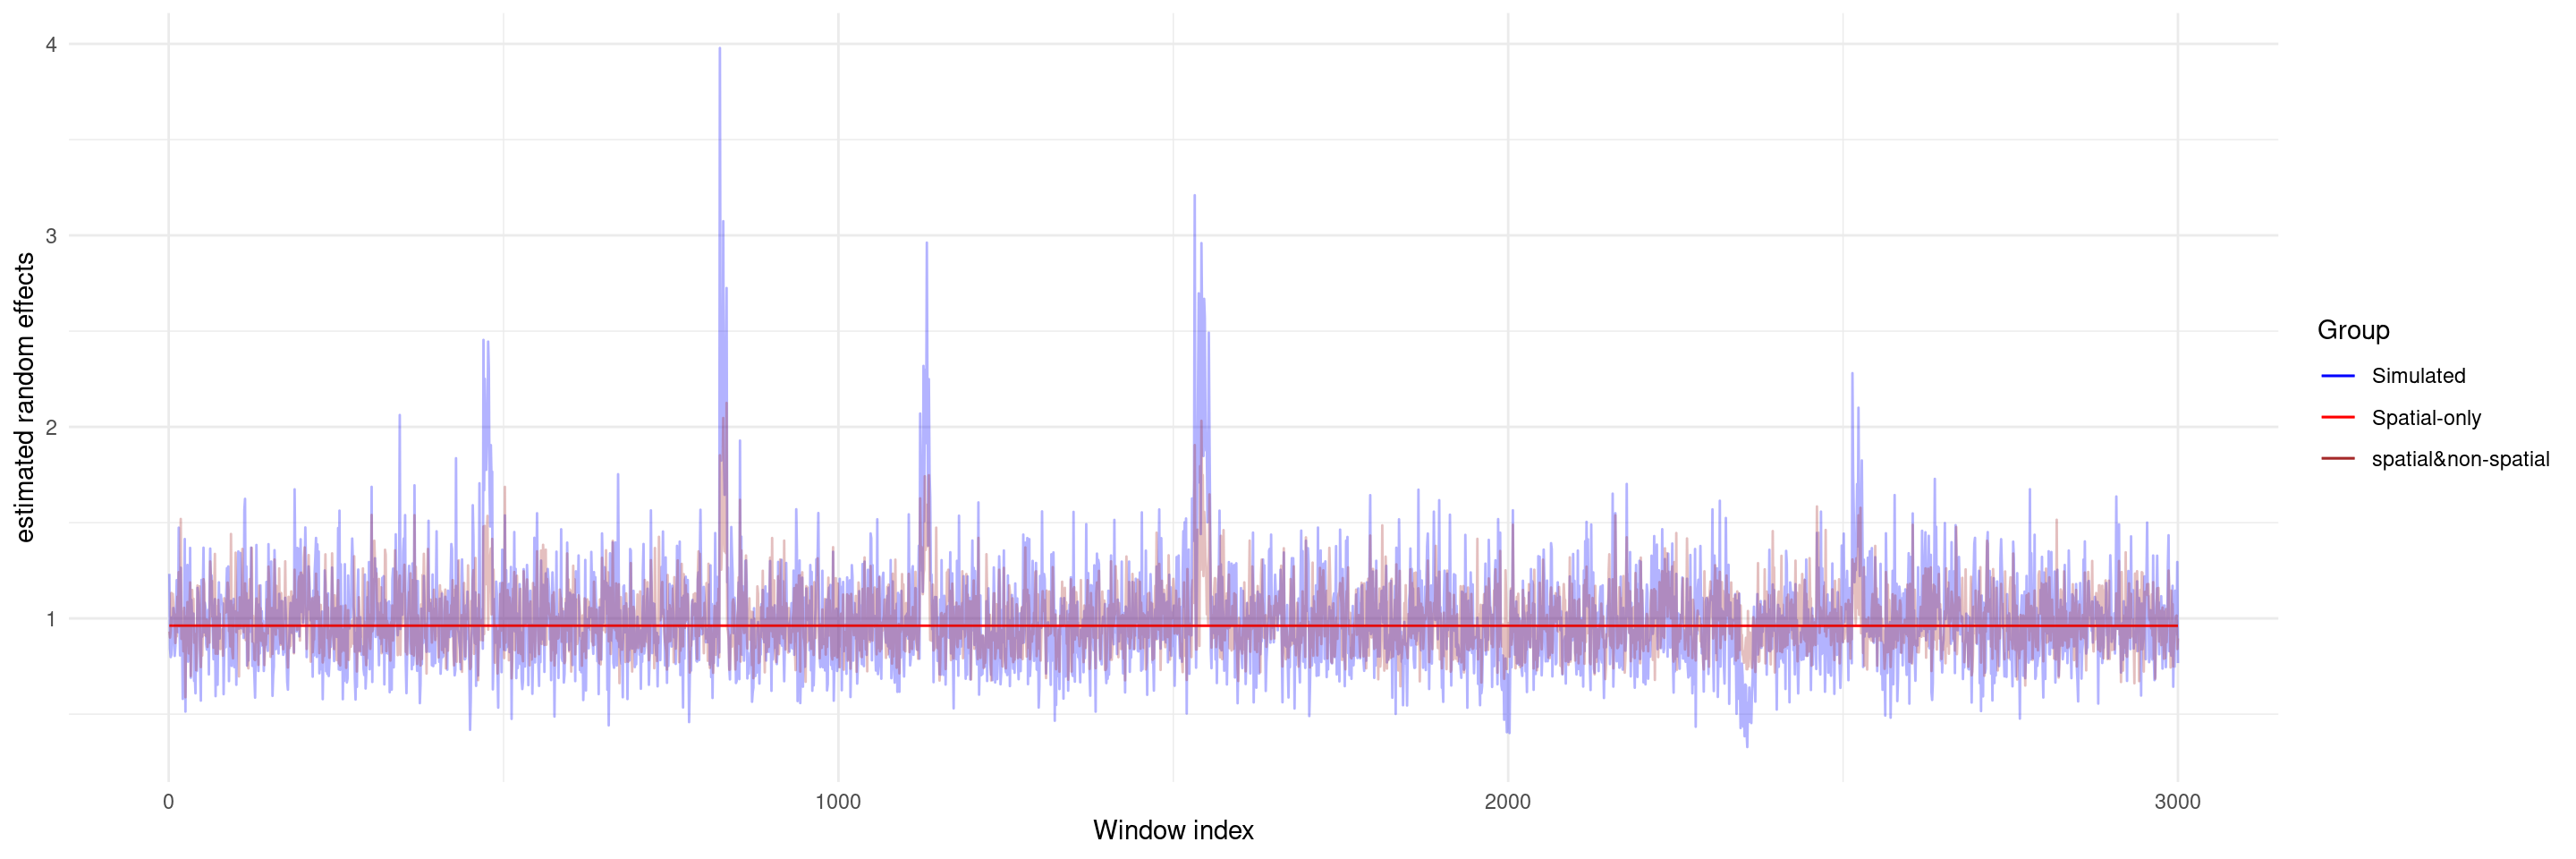 4
3
2
1
estimated random effects
0
1000
2000
3000
Window index
Group
Simulated
Spatial-only
spatial&non-spatial